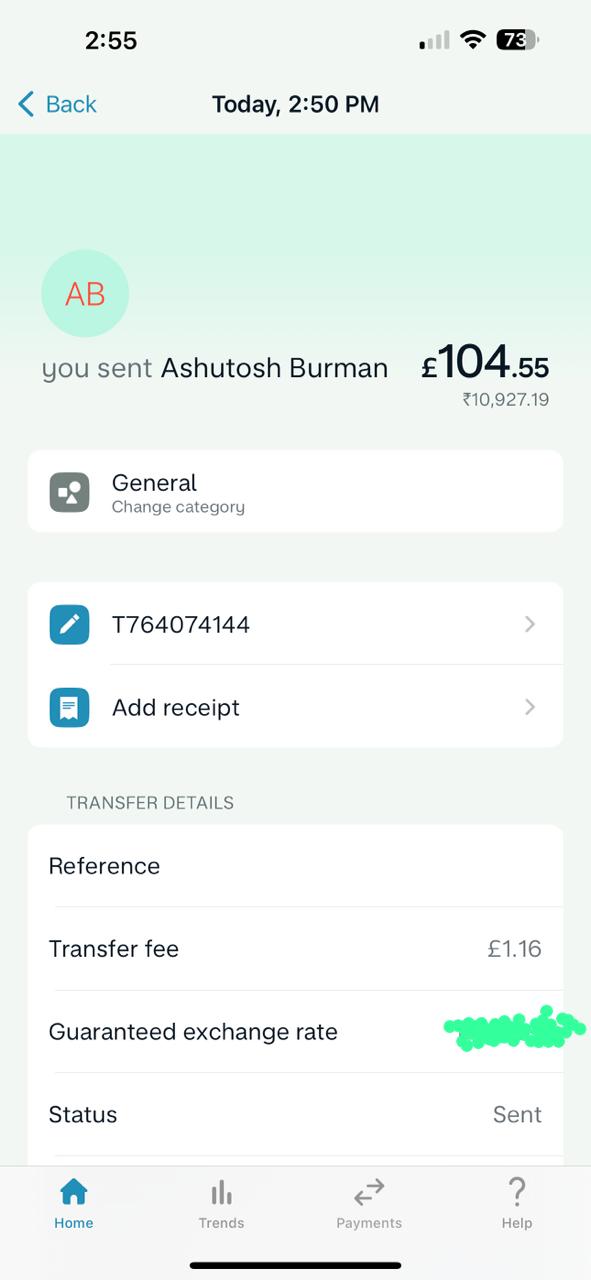 2:55
73
Back
Today, 2:50 PM
AB
you sent Ashutosh Burman
£104.55
₹10,927.19
General
Change category
T764074144
Add receipt
TRANSFER DETAILS
Reference
Transfer fee £1.16
Guaranteed exchange rate
Status Sent
Home Trends Payments Help